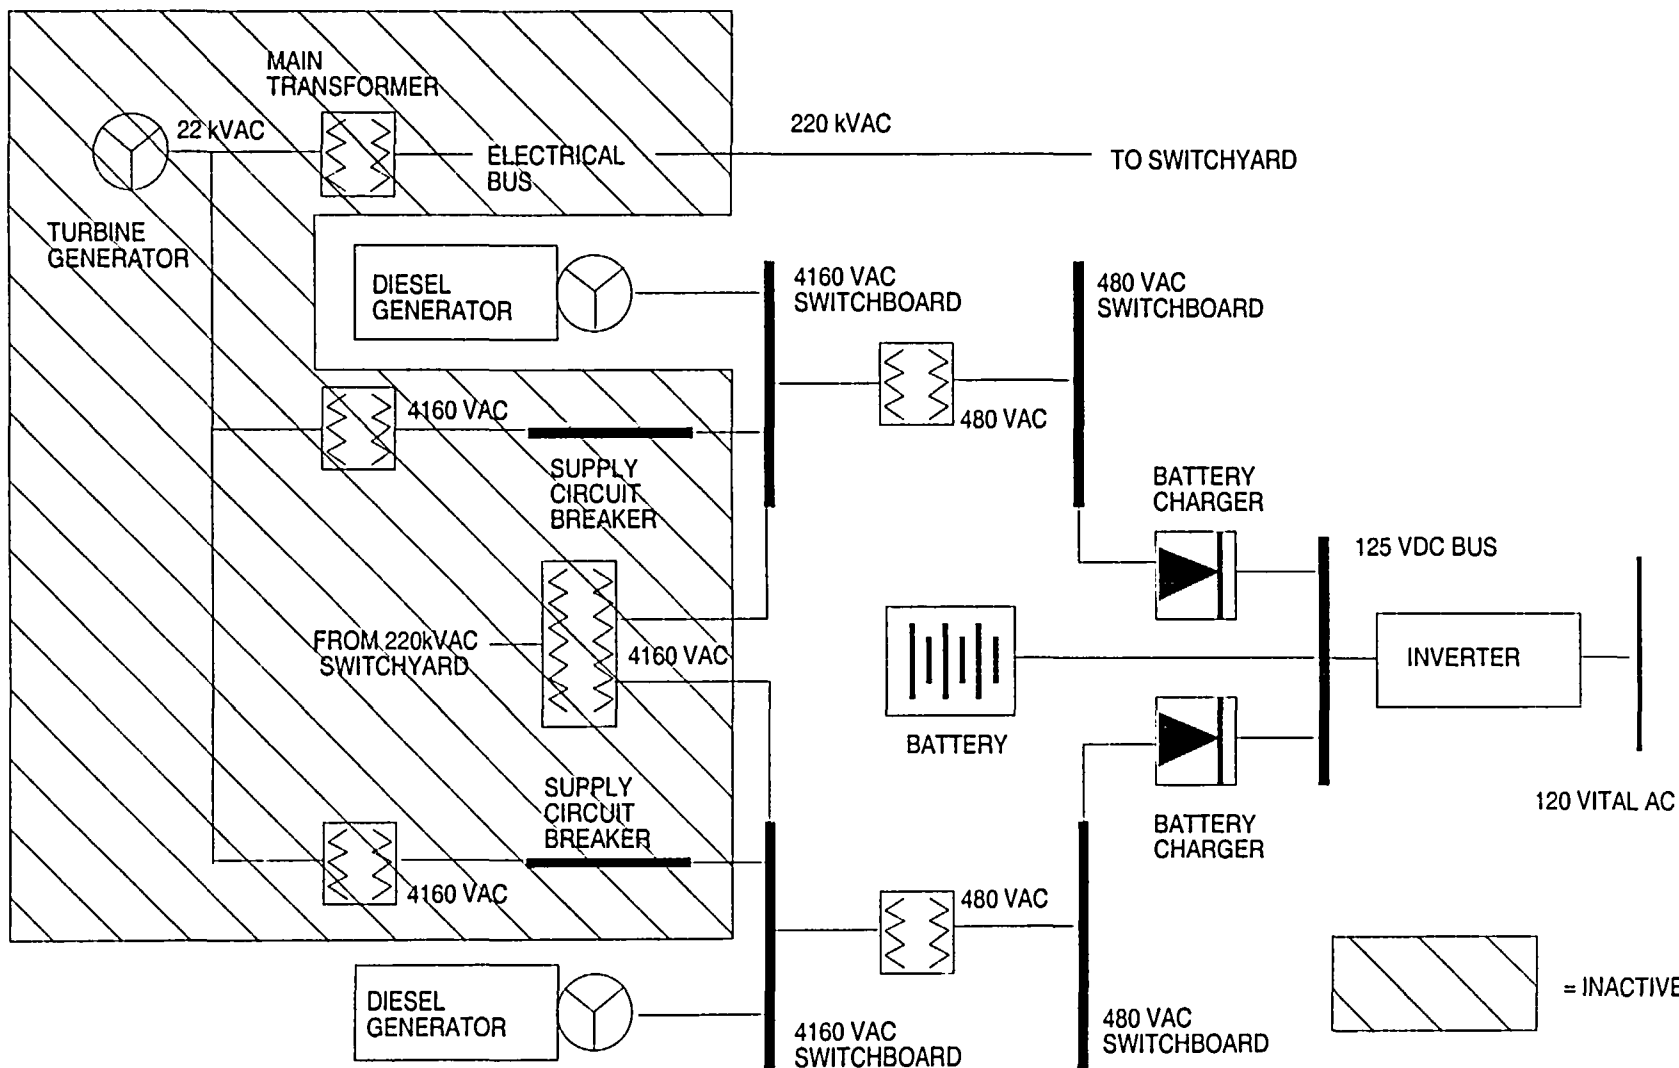 MAIN
TRANSFORMER
22 kVAC
220 kVAC
ELECTRICAL
BUS
TO SWITCHYARD
TURBINE
GENERATOR
DIESEL
GENERATOR
4160 VAC
SWITCHBOARD
480 VAC
SWITCHBOARD
4160 VAC
480 VAC
SUPPLY
CIRCUIT
BREAKER
BATTERY
CHARGER
125 VDC BUS
FROM 220kVAC
SWITCHYARD
4160 VAC
INVERTER
BATTERY
SUPPLY
CIRCUIT
BREAKER
120 VITAL AC
BATTERY
CHARGER
4160 VAC
480 VAC
DIESEL
GENERATOR
4160 VAC
SWITCHBOARD
480 VAC
SWITCHBOARD
= INACTIVE